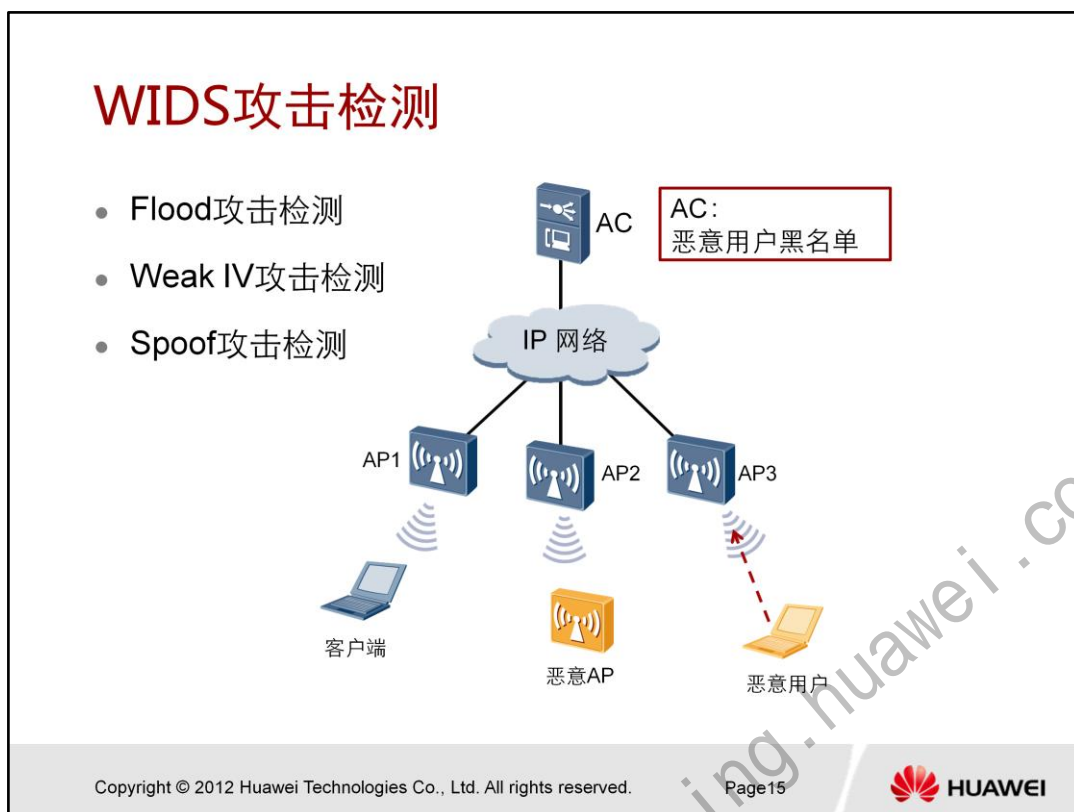 WIDS攻击检测
Flood攻击检测
Weak IV攻击检测
Spoof攻击检测
AC
AC:
恶意用户黑名单
IP 网络
AP1
AP2
AP3
客户端
恶意AP
恶意用户
ing.huawei.co
Copyright © 2012 Huawei Technologies Co., Ltd. All rights reserved.
Page15
HUAWEI